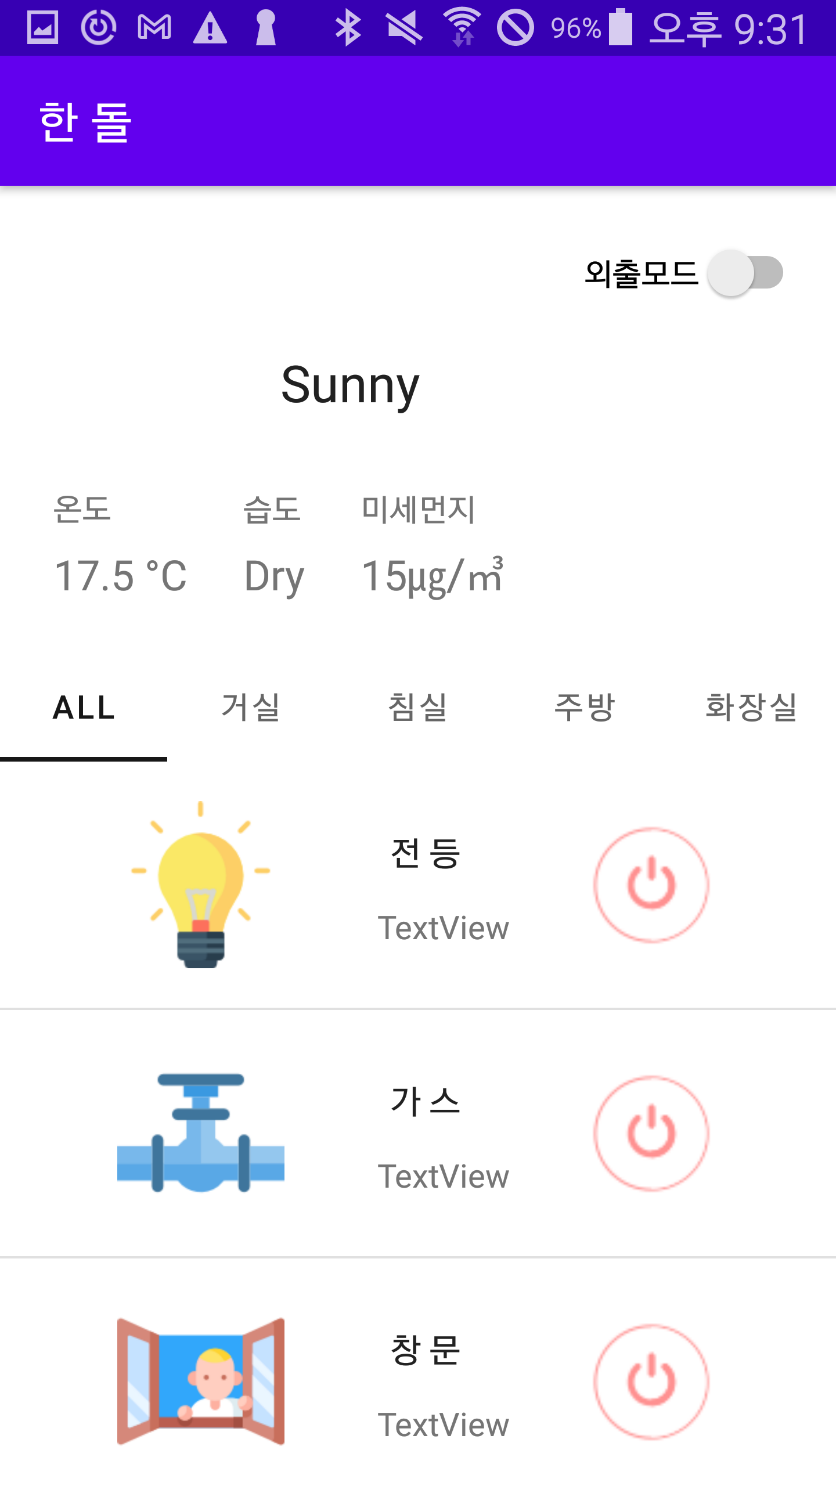 96% 오후 9:31
한 돌
외출모드
Sunny
온도 습도 미세먼지
17.5 °C Dry 15µg/㎥
ALL 거실 침실 주방 화장실
전 등
TextView
가 스
TextView
창 문
TextView